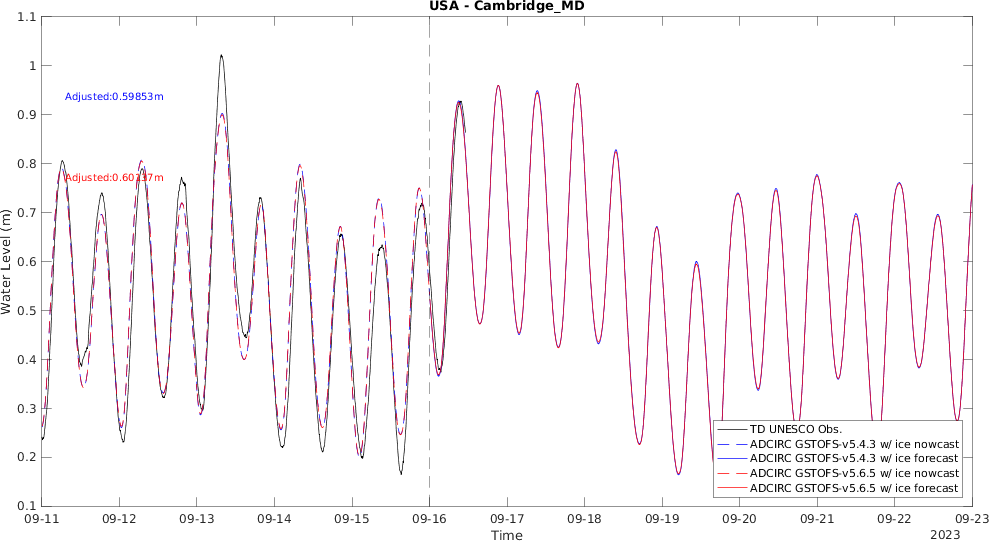 USA - Cambridge_MD
1.1
1
0.9
0.8
0.7
0.6
0.5
0.4
0.3
0.2
0.1
Water Level (m)
Adjusted:0.59853m
Adjusted:0.60137m
TD UNESCO Obs.
ADCIRC GSTOFS-v5.4.3 w/ ice nowcast
ADCIRC GSTOFS-v5.4.3 w/ ice forecast
ADCIRC GSTOFS-v5.6.5 w/ ice nowcast
ADCIRC GSTOFS-v5.6.5 w/ ice forecast
09-11 09-12 09-13 09-14 09-15 09-16 09-17 09-18 09-19 09-20 09-21 09-22 09-23
Time
2023